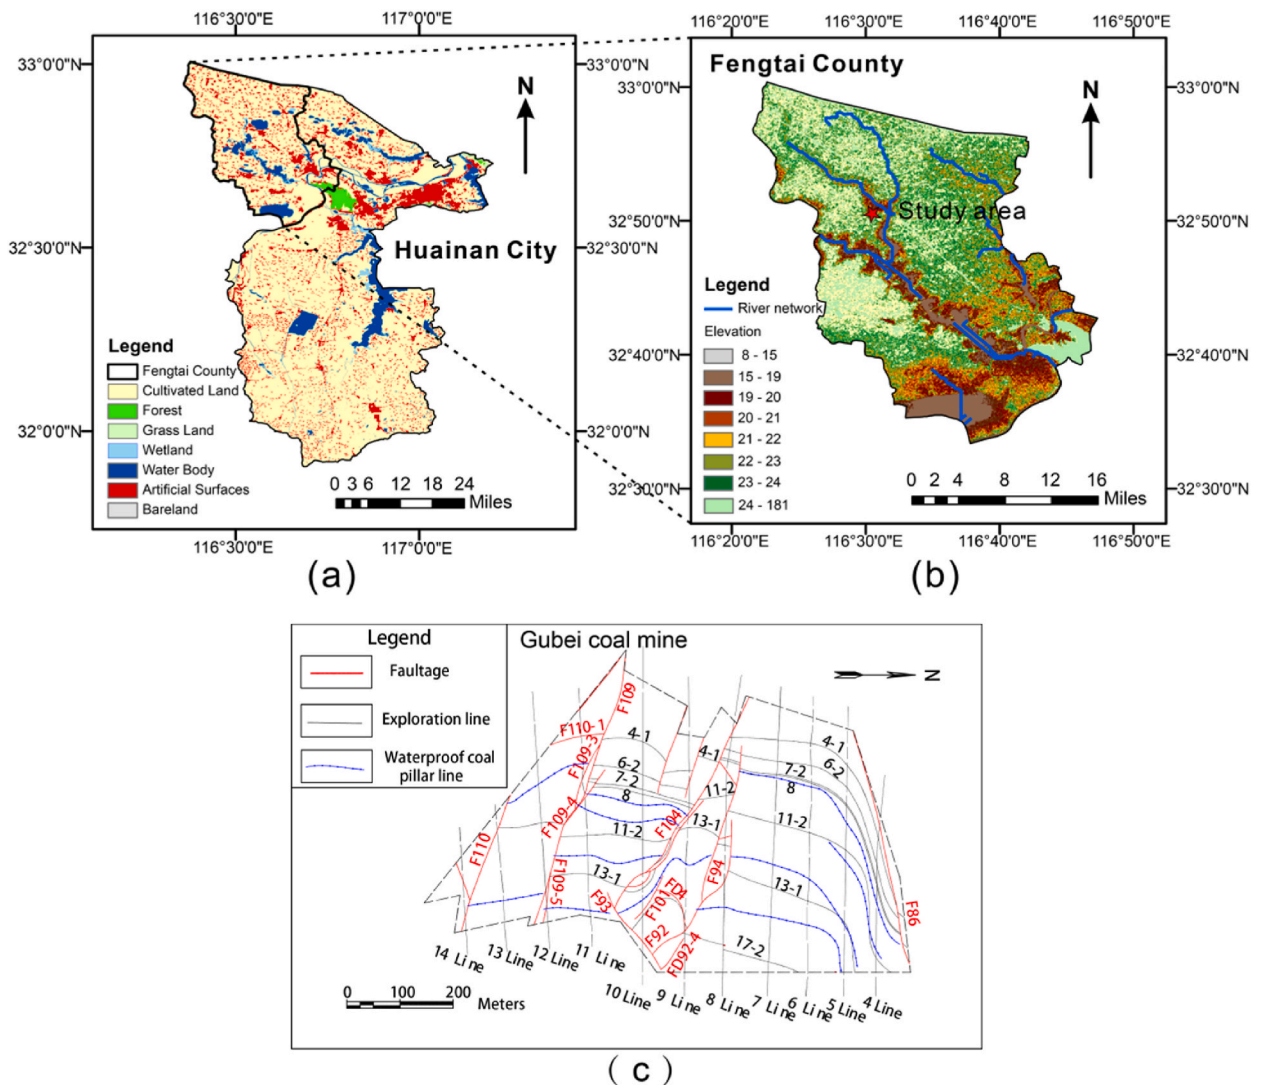 116°30'0"E
117°0'0"E
33°0'0"N
33°0'0"N
N
Huainan City
32°30'0"N
32°30'0"N
Legend
Fengtai County
Cultivated Land
Forest
Grass Land
Wetland
Water Body
Artificial Surfaces
Bareland
32°0'0"N
32°0'0"N
0 3 6 12 18 24
Miles
116°30'0"E
117°0'0"E
(a)
116°20'0"E
116°30'0"E
116°40'0"E
116°50'0"E
Fengtai County
33°0'0"N
33°0'0"N
N
Study area
32°50'0"N
32°50'0"N
Legend
River network
Elevation
8 - 15
15 - 19
19 - 20
20 - 21
21 - 22
22 - 23
23 - 24
24 - 181
32°40'0"N
32°40'0"N
0 2 4 8 12 16
Miles
32°30'0"N
32°30'0"N
116°20'0"E
116°30'0"E
116°40'0"E
116°50'0"E
(b)
Legend
Faultage
Exploration line
Waterproof coal
pillar line
Gubei coal mine
N
F109
F110-1
F109-3
F109-4
F110
F109-5
F93
F104
F101
FD4
F92
FD92-4
F94
F86
4-1
6-2
7-2
8
11-2
13-1
4-1
11-2
13-1
4-1
6-2
7-2
8
11-2
13-1
17-2
14 Line
13 Line
12 Line
11 Line
10 Line
9 Line
8 Line
7 Line
6 Line
5 Line
4 Line
0 100 200
Meters
(c)